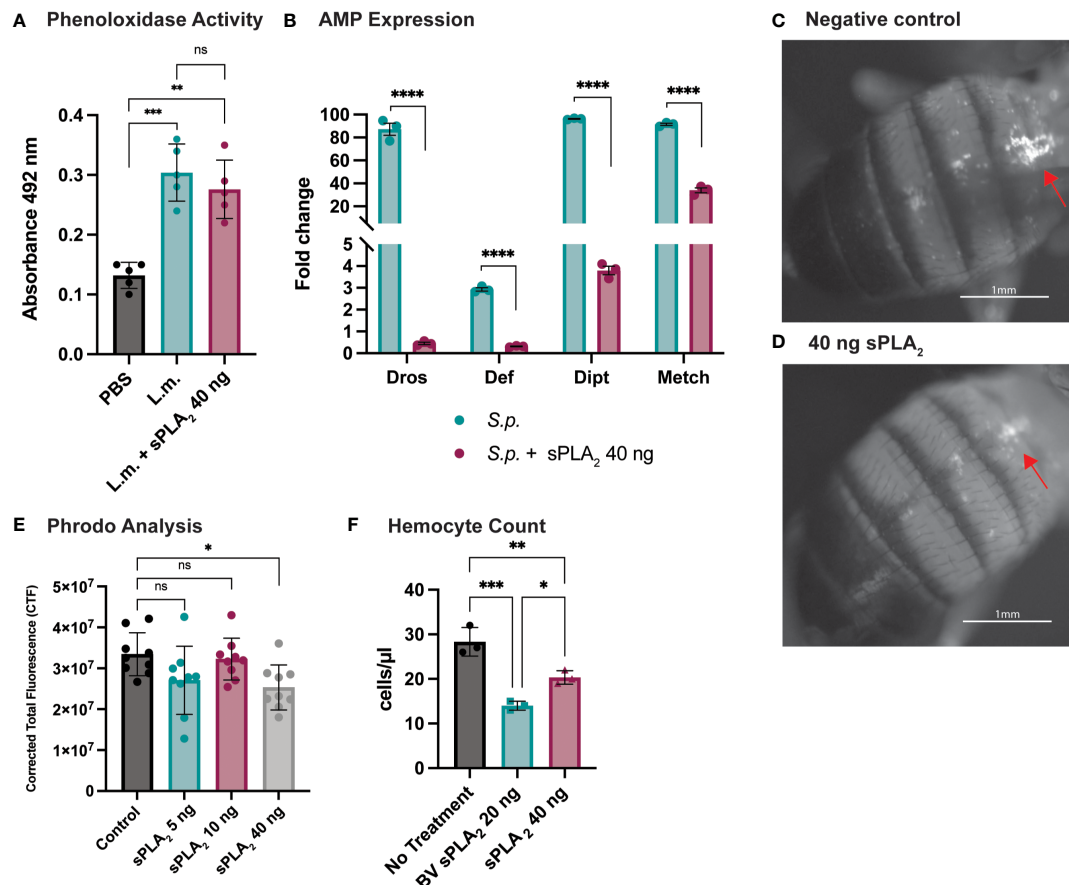 A Phenoloxidase Activity
ns
**
***
Absorbance 492 nm
0.4
0.3
0.2
0.1
0.0
PBS
L.m.
L.m. + sPLA₂ 40 ng
B AMP Expression
****
****
****
****
Fold change
100
80
60
40
20
5
4
3
2
1
0
Dros
Def
Dipt
Metch
S.p.
S.p. + sPLA₂ 40 ng
C Negative control
1mm
D 40 ng sPLA₂
1mm
E Phrodo Analysis
*
ns
ns
Corrected Total Fluorescence (CTF)
5×10⁷
4×10⁷
3×10⁷
2×10⁷
1×10⁷
0
Control
sPLA₂ 5 ng
sPLA₂ 10 ng
sPLA₂ 40 ng
F Hemocyte Count
**
***
*
cells/µl
40
30
20
10
0
No Treatment
BV sPLA₂ 20 ng
sPLA₂ 40 ng